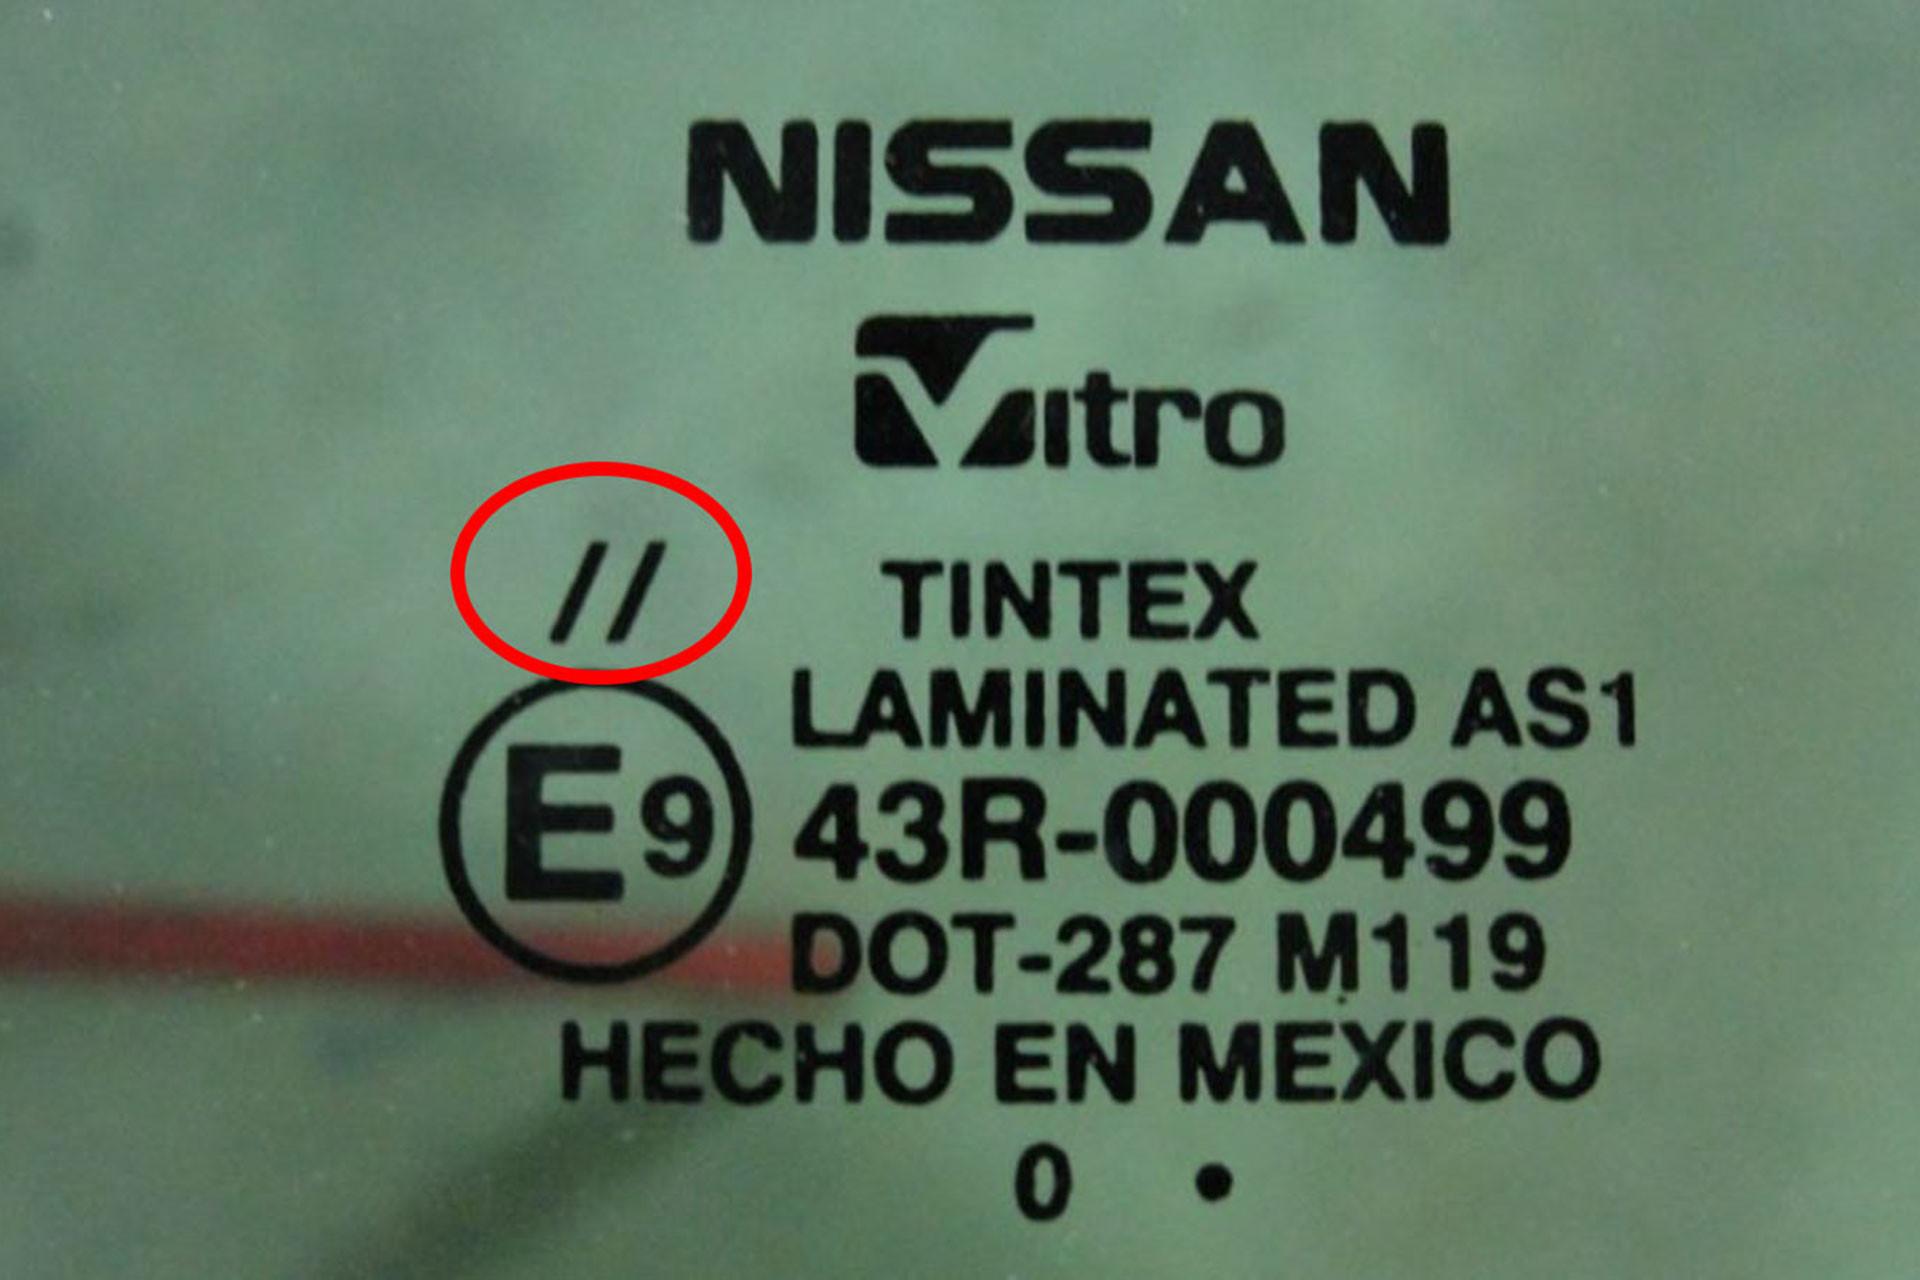 NISSAN
Vitro
// TINTEX
LAMINATED AS1
E9 43R-000499
DOT-287 M119
HECHO EN MEXICO
0 •